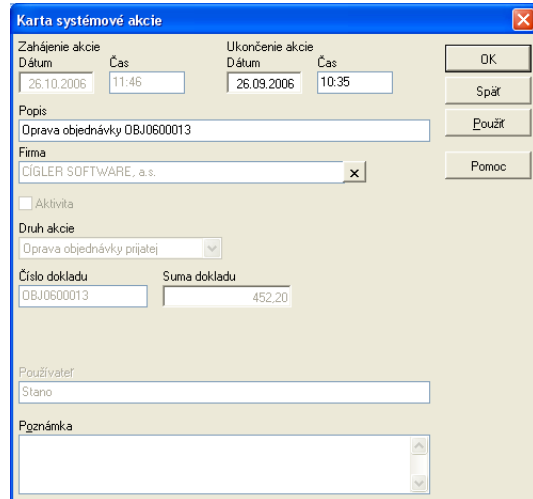 Karta systémové akcie
Zahájenie akcie Ukončenie akcie
Dátum Čas Dátum Čas
26.10.2006 11:46 26.09.2006 10:35
OK
Späť
Popis
Oprava objednávky OBJ0600013
Použiť
Firma
CÍGLER SOFTWARE, a.s.
Pomoc
Aktivita
Druh akcie
Oprava objednávky prijatej
Číslo dokladu Suma dokladu
OBJ0600013 452,20
Používateľ
Stano
Poznámka